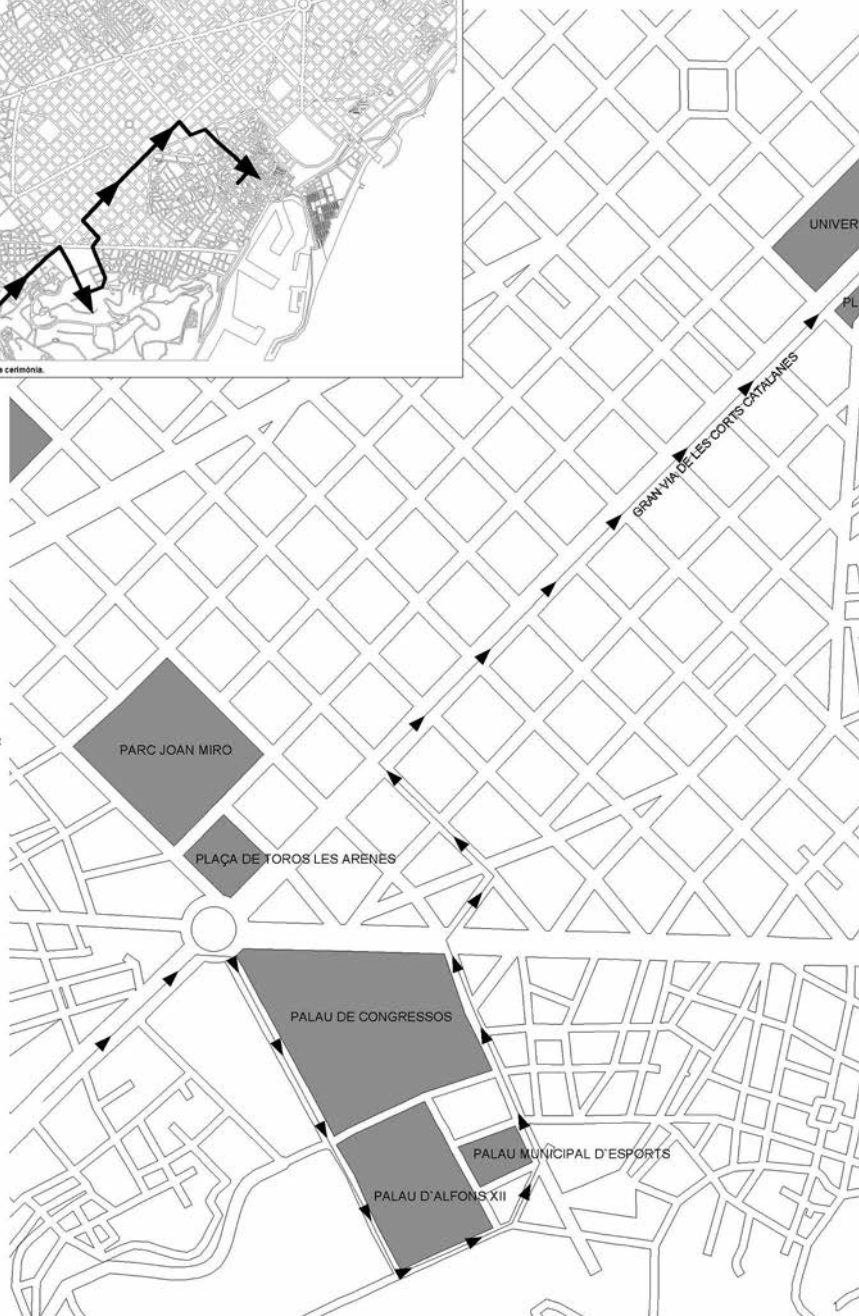 a cerimònia.
UNIVER
PL
GRAN VIA DE LES CORTS CATALANES
PARC JOAN MIRO
PLAÇA DE TOROS LES ARENES
PALAU DE CONGRESSOS
PALAU MUNICIPAL D'ESPORTS
PALAU D'ALFONS XII